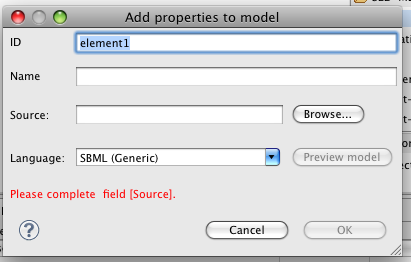 Add properties to model
ID element1
Name
Source: Browse...
Language: SBML (Generic) Preview model
Please complete field [Source].
? Cancel OK